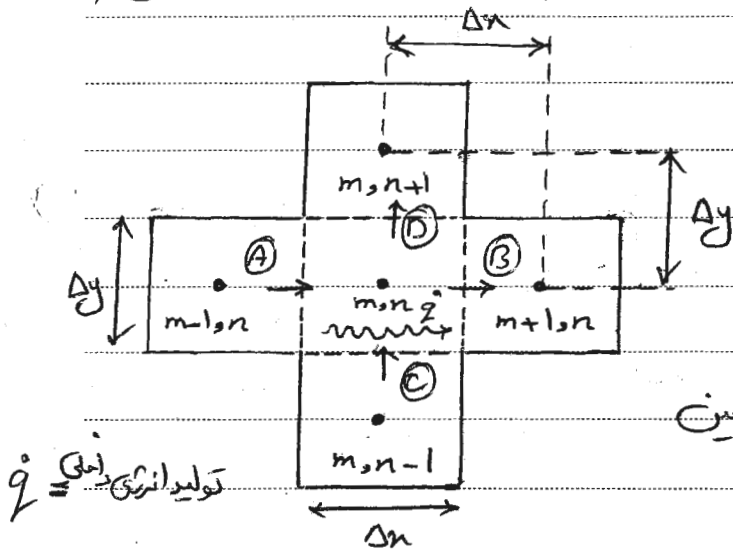 Δx
m,n+1
Ⓓ
Δy
Δy
Ⓐ
Ⓑ
m-1,n
m,n
q̇
m+1,n
Ⓒ
m,n-1
q̇ = تولید انرژی داخلی
Δx